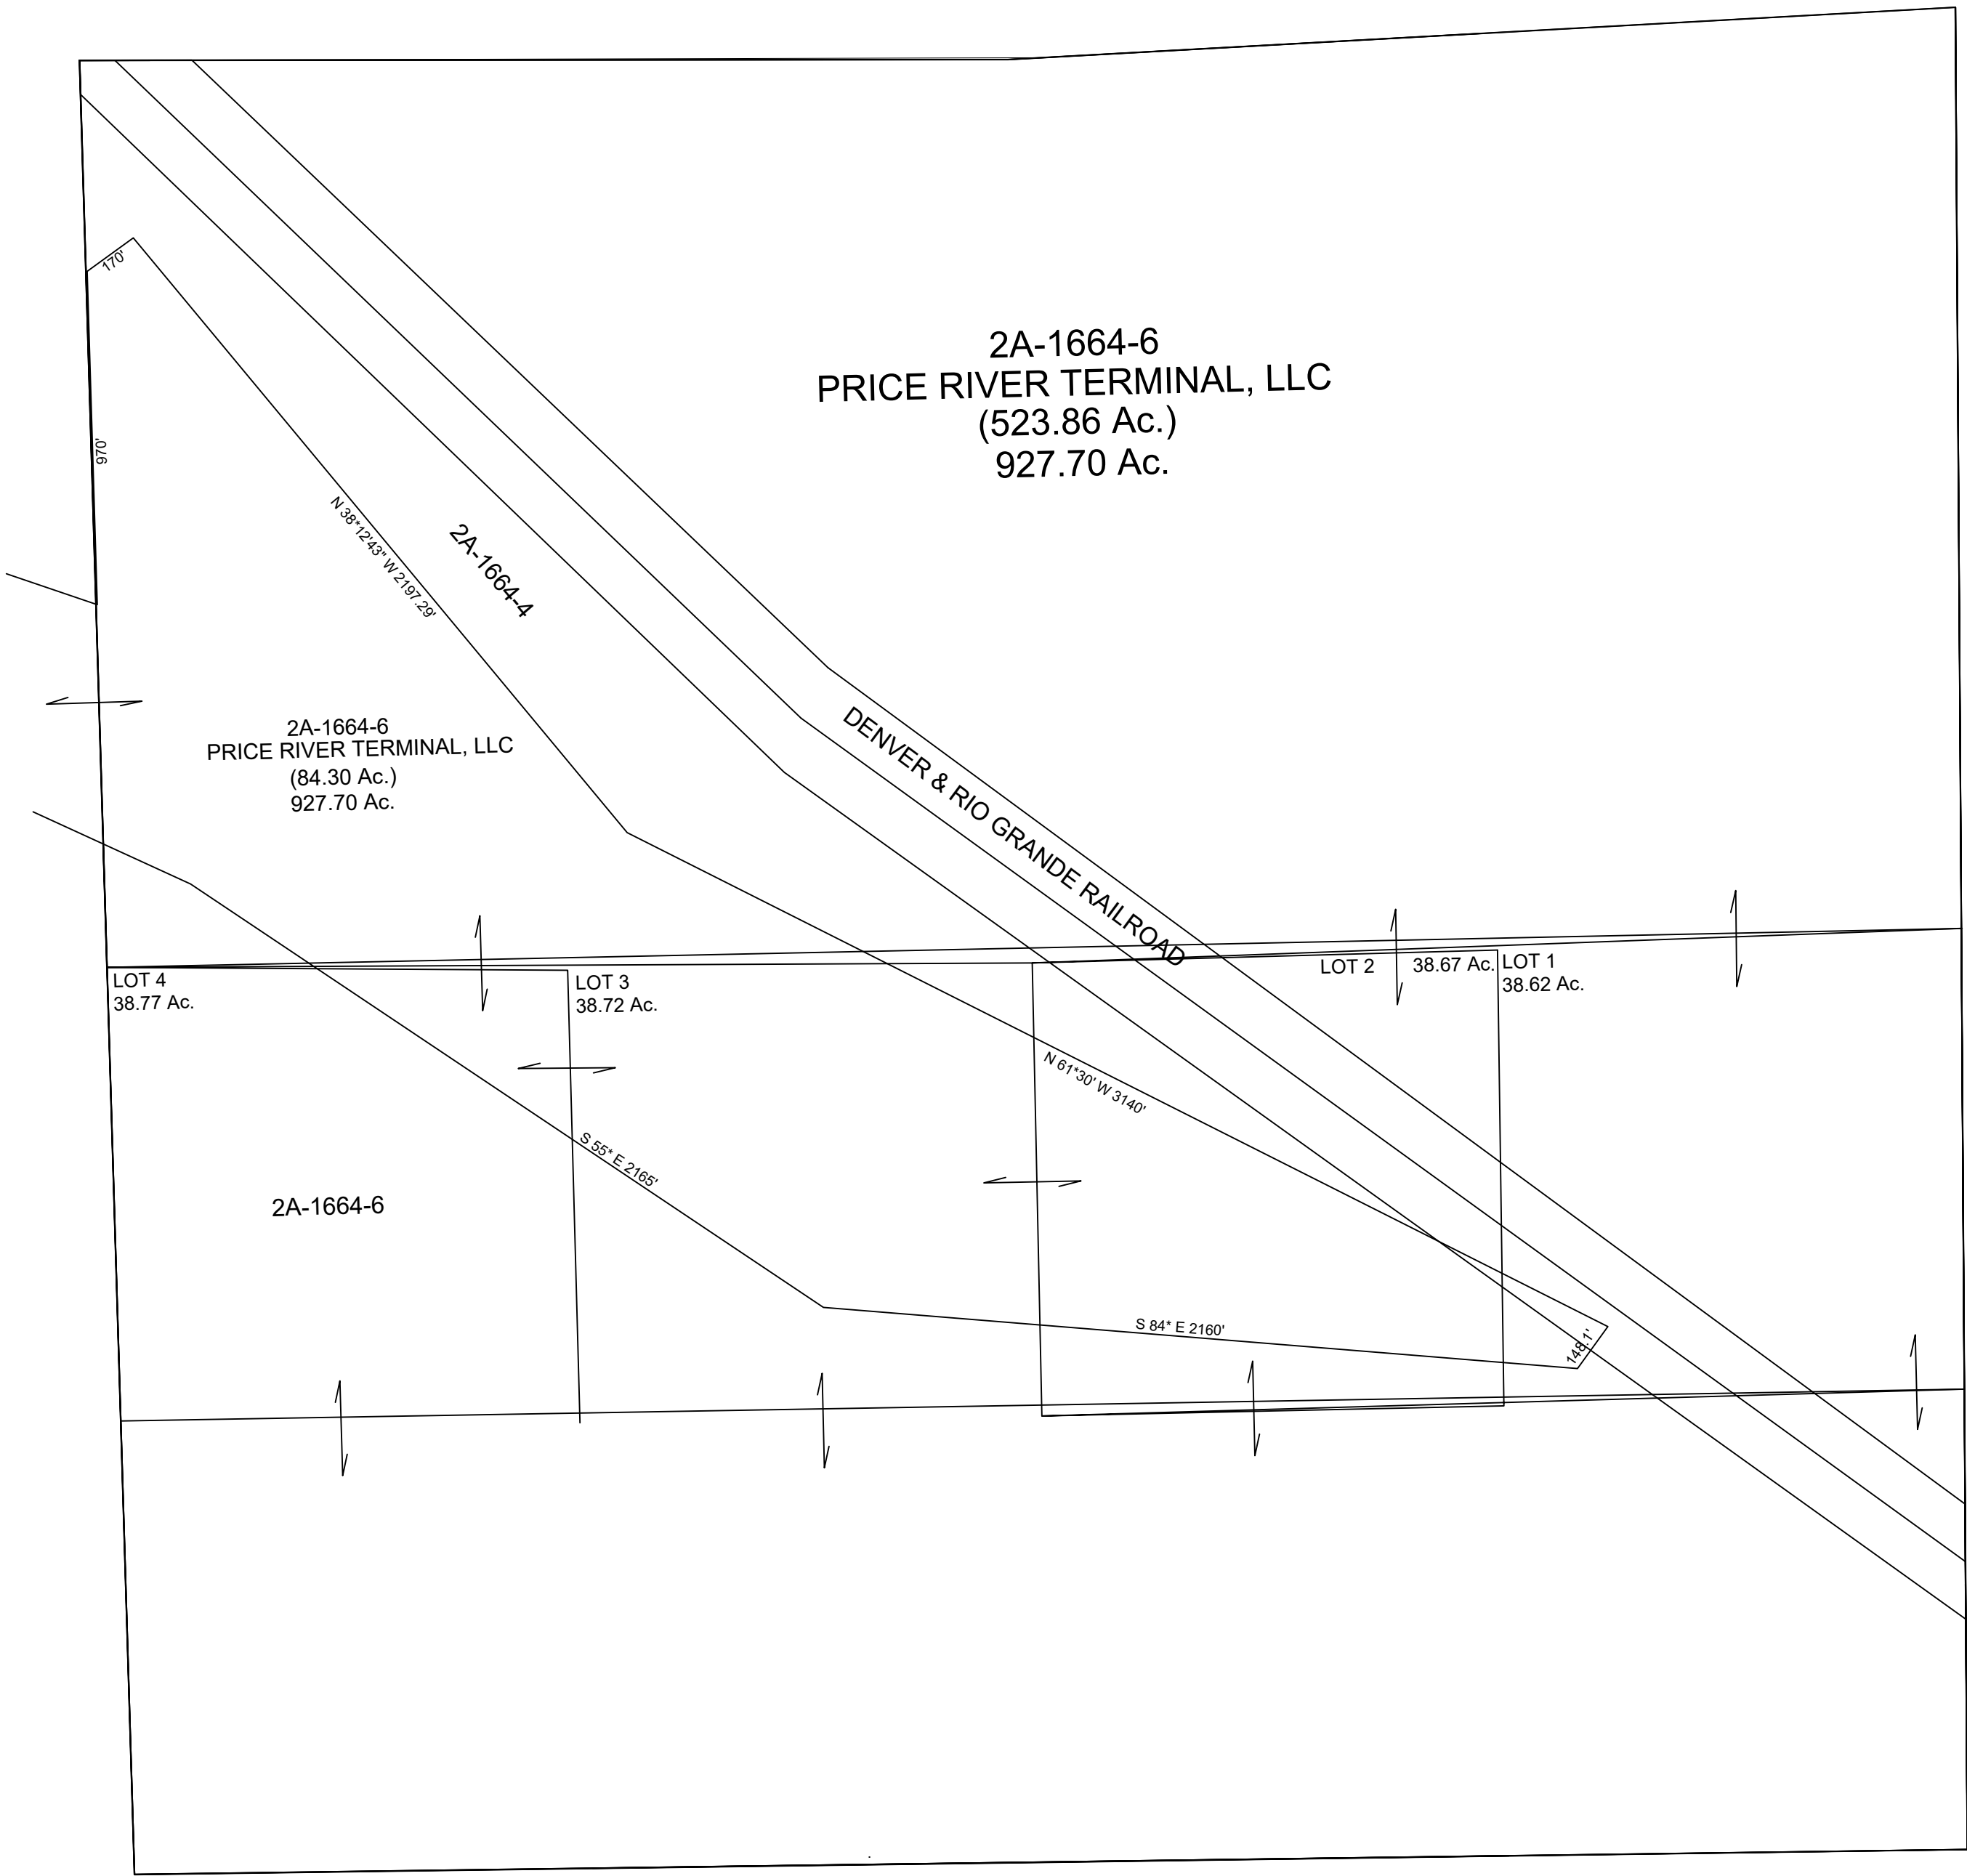 170'
2A-1664-6
PRICE RIVER TERMINAL, LLC
(523.86 Ac.)
927.70 Ac.
970'
N 38*12'43" W 2197.29'
2A-1664-4
2A-1664-6
PRICE RIVER TERMINAL, LLC
(84.30 Ac.)
927.70 Ac.
DENVER & RIO GRANDE RAILROAD
LOT 4
38.77 Ac.
LOT 3
38.72 Ac.
LOT 2 38.67 Ac.
LOT 1
38.62 Ac.
N 61*30' W 3140'
S 55* E 2165'
2A-1664-6
S 84* E 2160'
148.1'